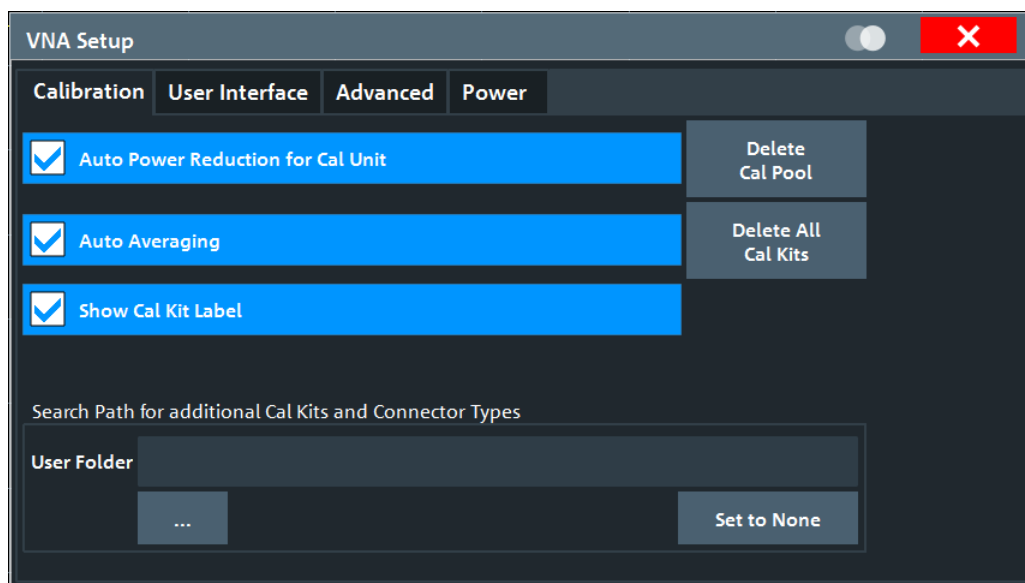 VNA Setup
Calibration User Interface Advanced Power
Auto Power Reduction for Cal Unit
Delete
Cal Pool
Auto Averaging
Delete All
Cal Kits
Show Cal Kit Label
Search Path for additional Cal Kits and Connector Types
User Folder
...
Set to None